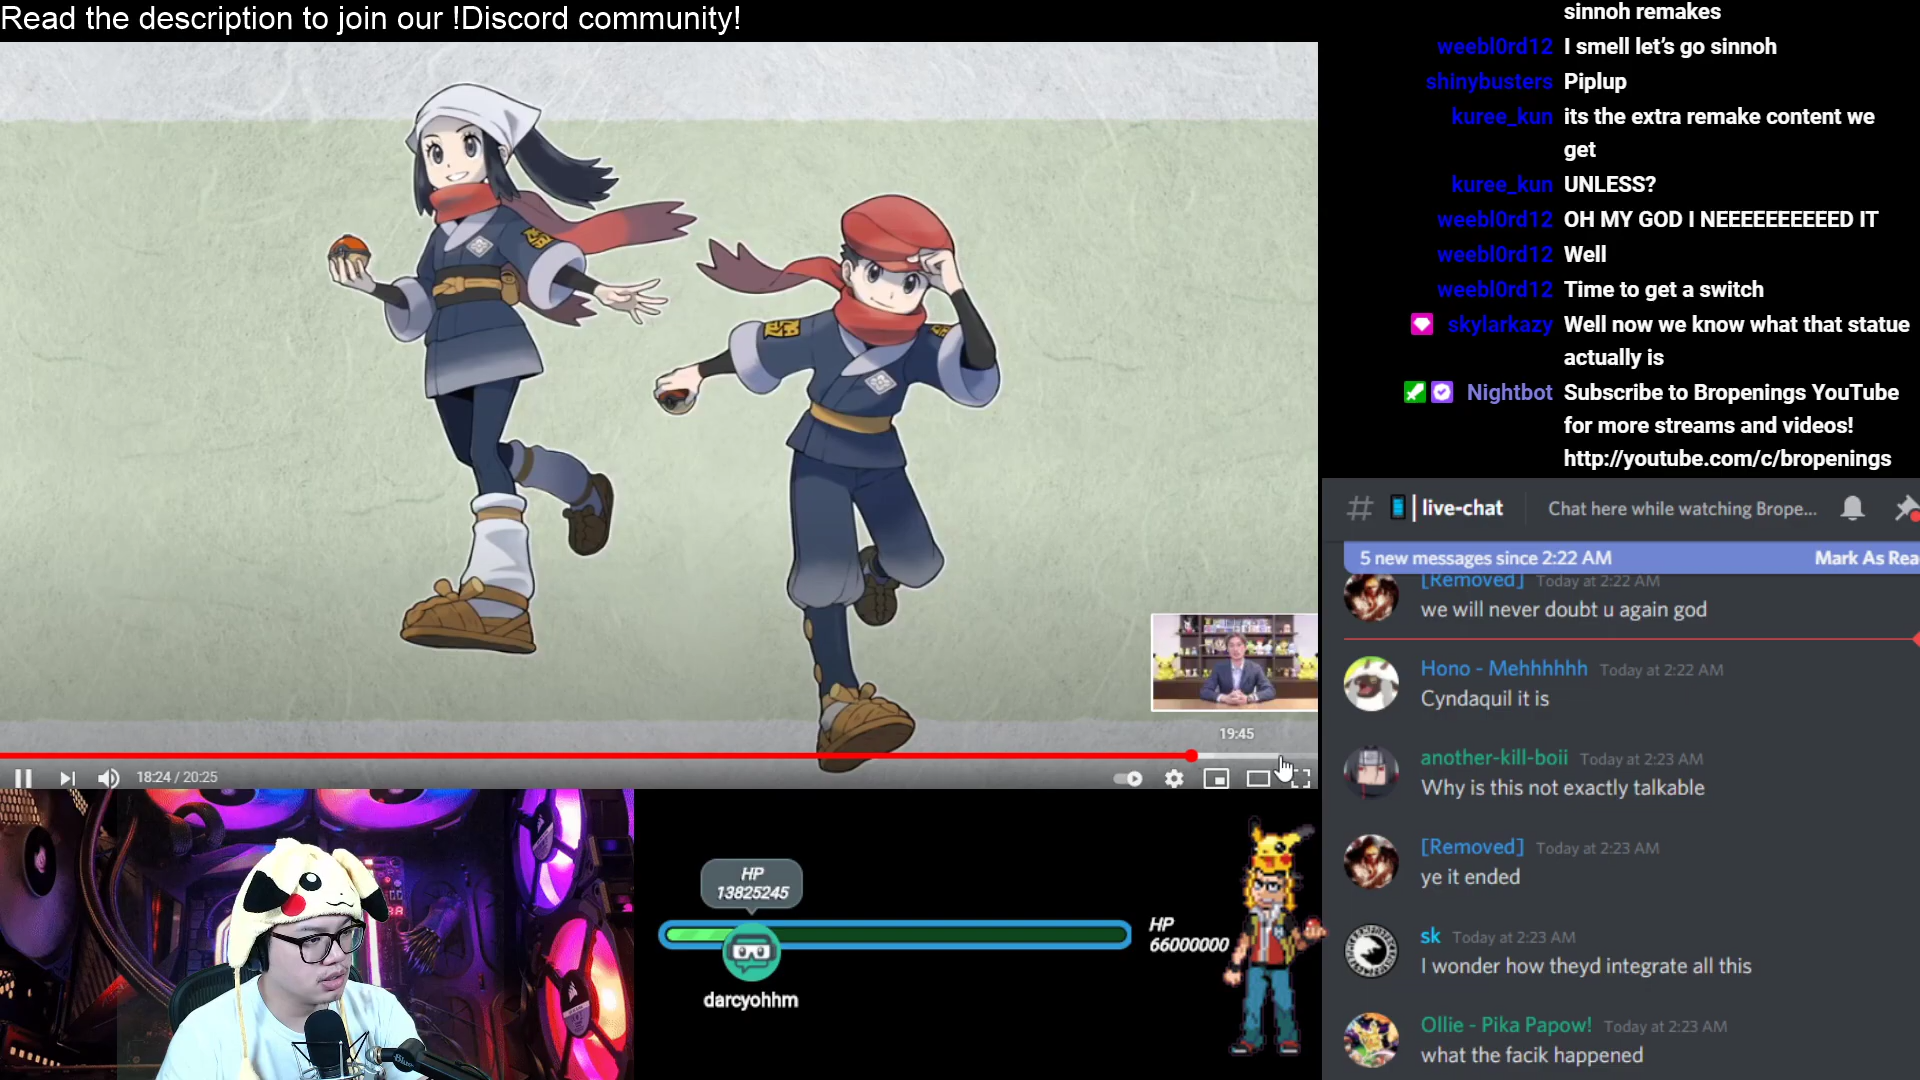 Read the description to join our !Discord community!
19:45
18:24 / 20:25
sinnoh remakes
weebl0rd12 I smell let's go sinnoh
shinybusters Piplup
kuree_kun its the extra remake content we
get
kuree_kun UNLESS?
weebl0rd12 OH MY GOD I NEEEEEEEEEED IT
weebl0rd12 Well
weebl0rd12 Time to get a switch
skylarkazy Well now we know what that statue
actually is
Nightbot Subscribe to Bropenings YouTube
for more streams and videos!
http://youtube.com/c/bropenings
# | live-chat Chat here while watching Brope...
5 new messages since 2:22 AM Mark As Rea
[Removed] Today at 2:22 AM
we will never doubt u again god
Hono - Mehhhhhh Today at 2:22 AM
Cyndaquil it is
another-kill-boii Today at 2:23 AM
Why is this not exactly talkable
[Removed] Today at 2:23 AM
ye it ended
sk Today at 2:23 AM
I wonder how theyd integrate all this
Ollie - Pika Papow! Today at 2:23 AM
what the facik happened
HP
13825245
HP
66000000
darcyohhm